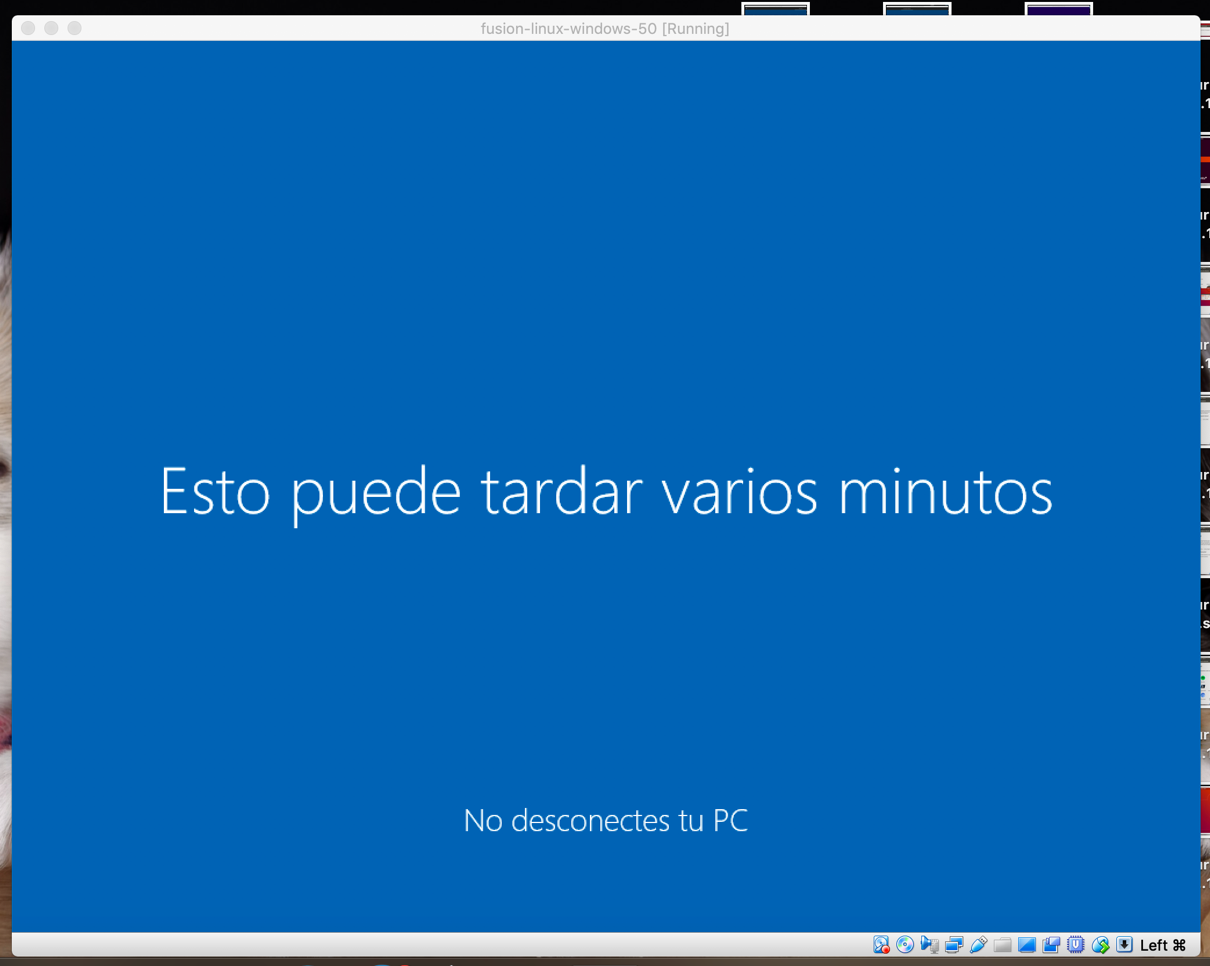 fusion-linux-windows-50 [Running]
Esto puede tardar varios minutos
No desconectes tu PC
Left ⌘